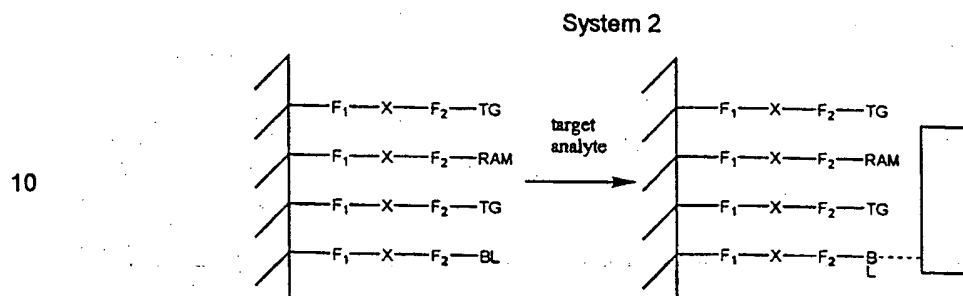 System 2
F₁—X—F₂—TG F₁—X—F₂—TG
target
analyte
10 F₁—X—F₂—RAM F₁—X—F₂—RAM
F₁—X—F₂—TG F₁—X—F₂—TG
F₁—X—F₂—BL F₁—X—F₂—B
L